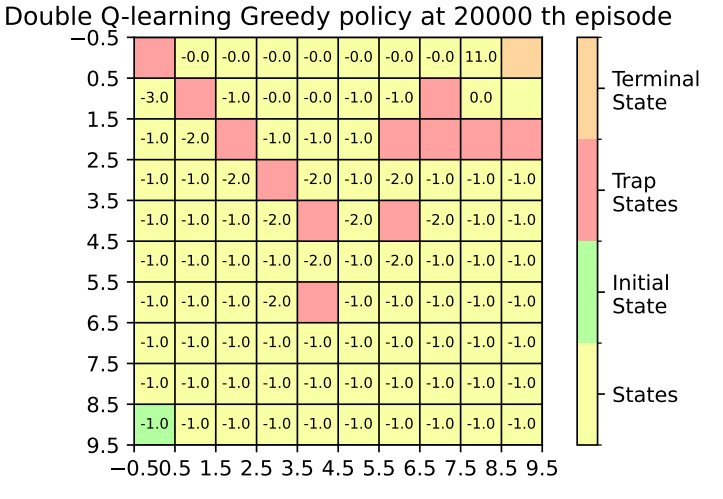 Double Q-learning Greedy policy at 20000 th episode
−0.5
-0.0 -0.0 -0.0 -0.0 -0.0 -0.0 -0.0 11.0
0.5
-3.0 -1.0 -0.0 -0.0 -1.0 -1.0 0.0
1.5
-1.0 -2.0 -1.0 -1.0 -1.0
2.5
-1.0 -1.0 -2.0 -2.0 -1.0 -2.0 -1.0 -1.0 -1.0
3.5
-1.0 -1.0 -1.0 -2.0 -2.0 -2.0 -1.0 -1.0
4.5
-1.0 -1.0 -1.0 -1.0 -2.0 -1.0 -2.0 -1.0 -1.0 -1.0
5.5
-1.0 -1.0 -1.0 -2.0 -1.0 -1.0 -1.0 -1.0 -1.0
6.5
-1.0 -1.0 -1.0 -1.0 -1.0 -1.0 -1.0 -1.0 -1.0 -1.0
7.5
-1.0 -1.0 -1.0 -1.0 -1.0 -1.0 -1.0 -1.0 -1.0 -1.0
8.5
-1.0 -1.0 -1.0 -1.0 -1.0 -1.0 -1.0 -1.0 -1.0 -1.0
9.5
−0.5 0.5 1.5 2.5 3.5 4.5 5.5 6.5 7.5 8.5 9.5
Terminal
State
Trap
States
Initial
State
States